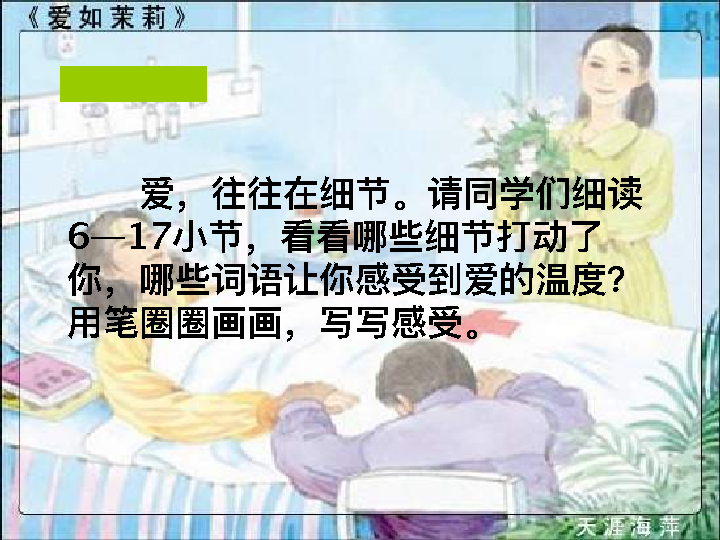 《爱如茉莉》
爱，往往在细节。请同学们细读
6—17小节，看看哪些细节打动了
你，哪些词语让你感受到爱的温度？
用笔圈圈画画，写写感受。
天涯海萍